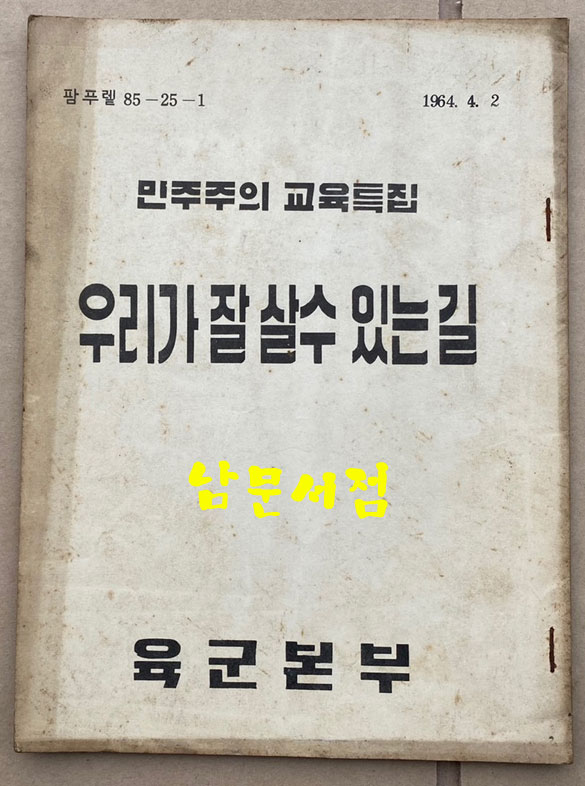 팜푸렡 85-25-1
1964. 4. 2
민주주의 교육특집
우리가 잘 살수 있는 길
남문서점
육군본부